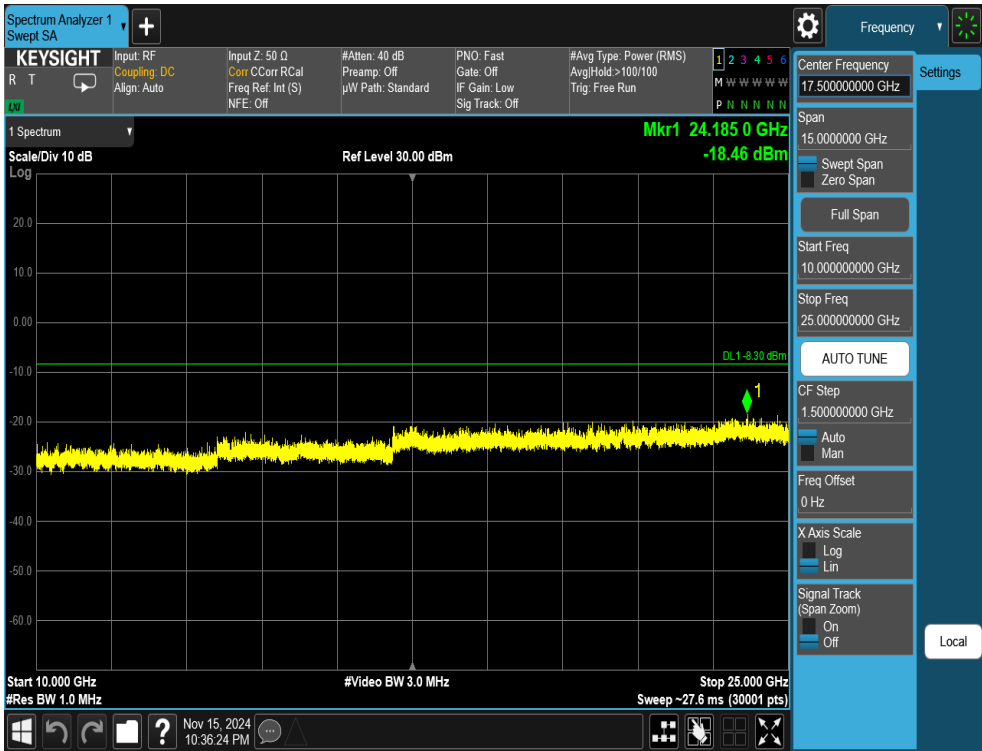 Spectrum Analyzer 1
Swept SA
+
Frequency
KEYSIGHT
R T
LXI
Input: RF
Coupling: DC
Align: Auto
Input Z: 50 Ω
Corr CCorr RCal
Freq Ref: Int (S)
NFE: Off
#Atten: 40 dB
Preamp: Off
µW Path: Standard
PNO: Fast
Gate: Off
IF Gain: Low
Sig Track: Off
#Avg Type: Power (RMS)
Avg|Hold:>100/100
Trig: Free Run
1 2 3 4 5 6
M W W W W W
P N N N N N
1 Spectrum
Mkr1 24.185 0 GHz
Scale/Div 10 dB
Ref Level 30.00 dBm
-18.46 dBm
Log
20.0
10.0
0.00
DL1 -8.30 dBm
-10.0
1
-20.0
-30.0
-40.0
-50.0
-60.0
Start 10.000 GHz
#Video BW 3.0 MHz
Stop 25.000 GHz
#Res BW 1.0 MHz
Sweep ~27.6 ms (30001 pts)
Center Frequency
17.500000000 GHz
Settings
Span
15.0000000 GHz
Swept Span
Zero Span
Full Span
Start Freq
10.000000000 GHz
Stop Freq
25.000000000 GHz
AUTO TUNE
CF Step
1.500000000 GHz
Auto
Man
Freq Offset
0 Hz
X Axis Scale
Log
Lin
Signal Track
(Span Zoom)
On
Off
Local
?
Nov 15, 2024
10:36:24 PM